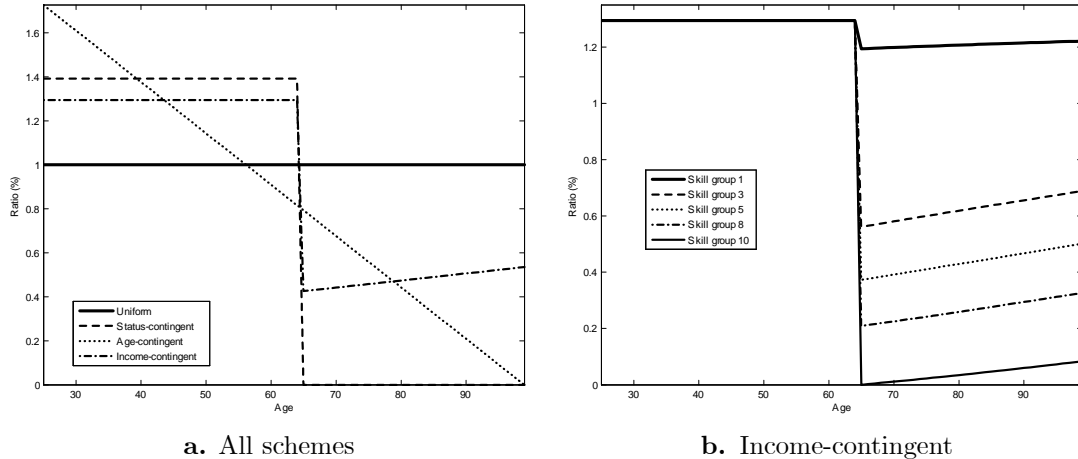 1.6
1.4
1.2
1
0.8
0.6
0.4
0.2
0
Ratio (%)
Uniform
Status-contingent
Age-contingent
Income-contingent
30 40 50 60 70 80 90
Age
a. All schemes
1.2
1
0.8
0.6
0.4
0.2
0
Ratio (%)
Skill group 1
Skill group 3
Skill group 5
Skill group 8
Skill group 10
30 40 50 60 70 80 90
Age
b. Income-contingent